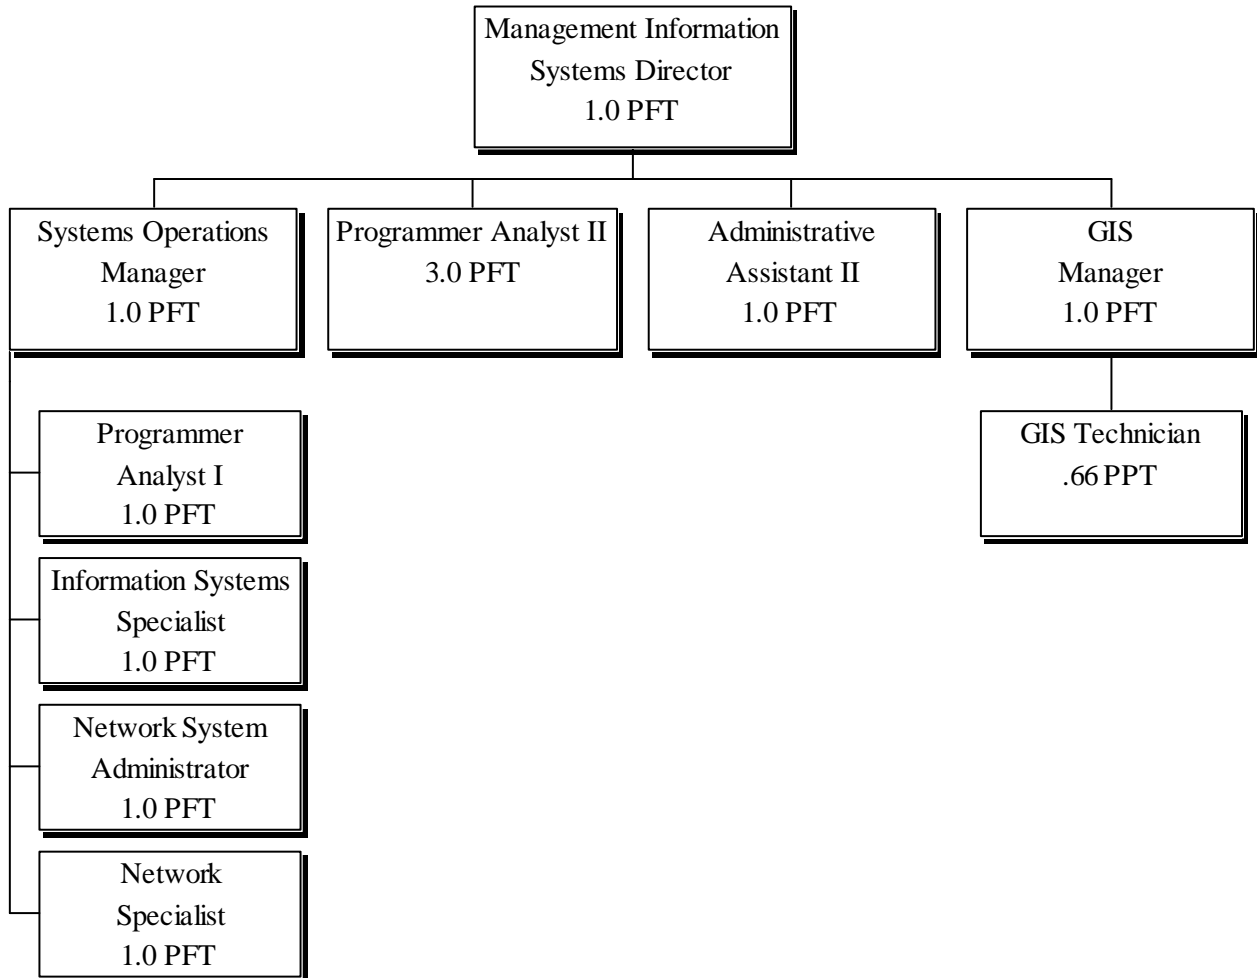 Management Information
Systems Director
1.0 PFT
Systems Operations
Manager
1.0 PFT
Programmer Analyst II
3.0 PFT
Administrative
Assistant II
1.0 PFT
GIS
Manager
1.0 PFT
Programmer
Analyst I
1.0 PFT
GIS Technician
.66 PPT
Information Systems
Specialist
1.0 PFT
Network System
Administrator
1.0 PFT
Network
Specialist
1.0 PFT